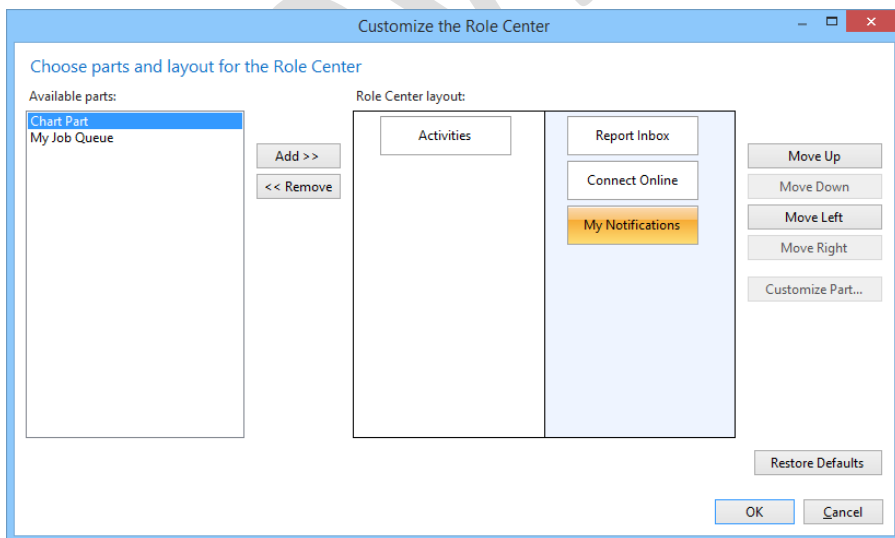 Customize the Role Center
Choose parts and layout for the Role Center
Available parts:
Chart Part
My Job Queue
Add >>
<< Remove
Role Center layout:
Activities
Report Inbox
Connect Online
My Notifications
Move Up
Move Down
Move Left
Move Right
Customize Part...
Restore Defaults
OK
Cancel